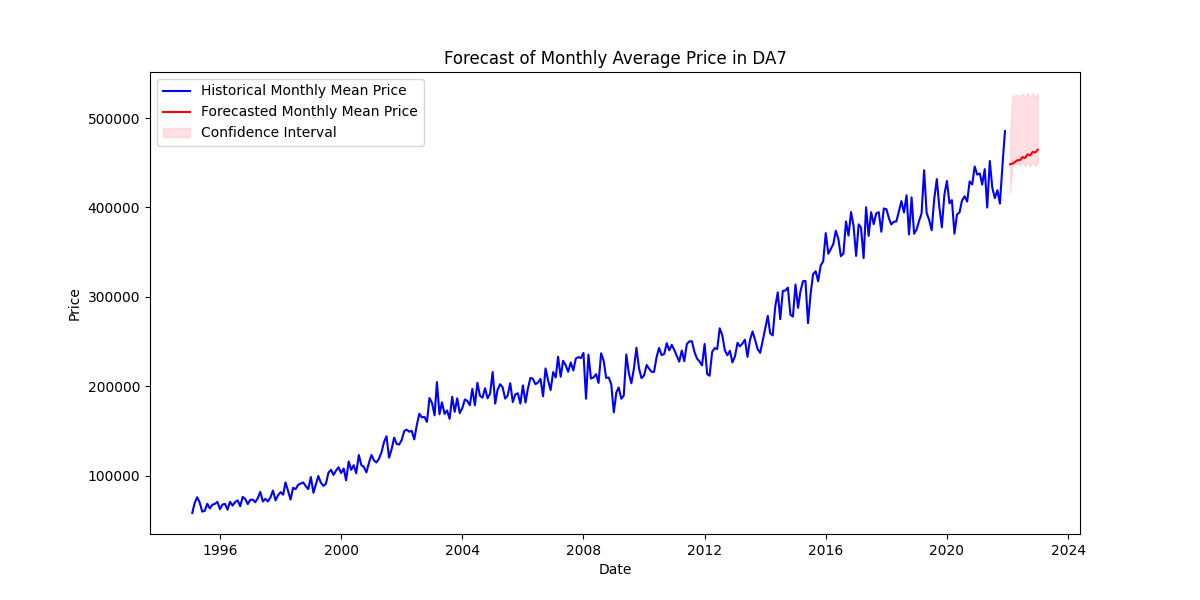 Forecast of Monthly Average Price in DA7
Historical Monthly Mean Price
Forecasted Monthly Mean Price
Confidence Interval
500000
400000
300000
200000
100000
Price
1996 2000 2004 2008 2012 2016 2020 2024
Date